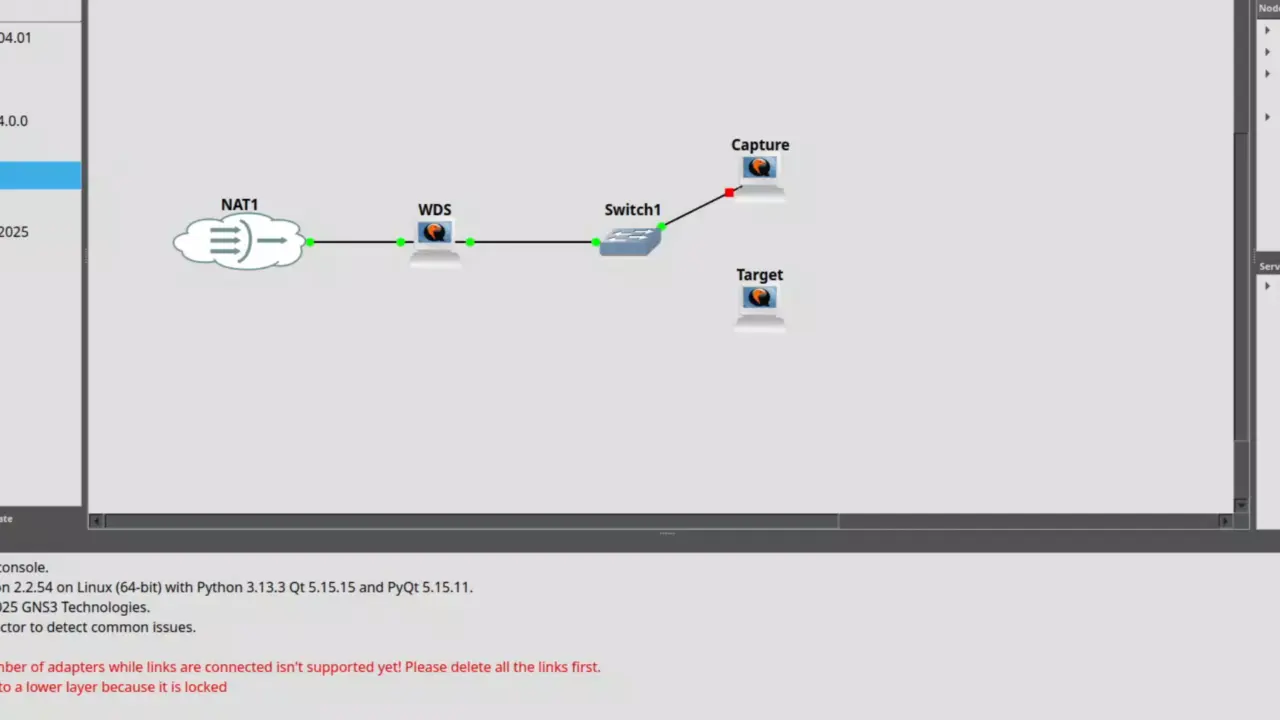 Node
04.01
4.0.0
2025
Capture
NAT1
WDS
Switch1
Target
Serv
ate
console.
on 2.2.54 on Linux (64-bit) with Python 3.13.3 Qt 5.15.15 and PyQt 5.15.11.
025 GNS3 Technologies.
ctor to detect common issues.
mber of adapters while links are connected isn't supported yet! Please delete all the links first.
to a lower layer because it is locked